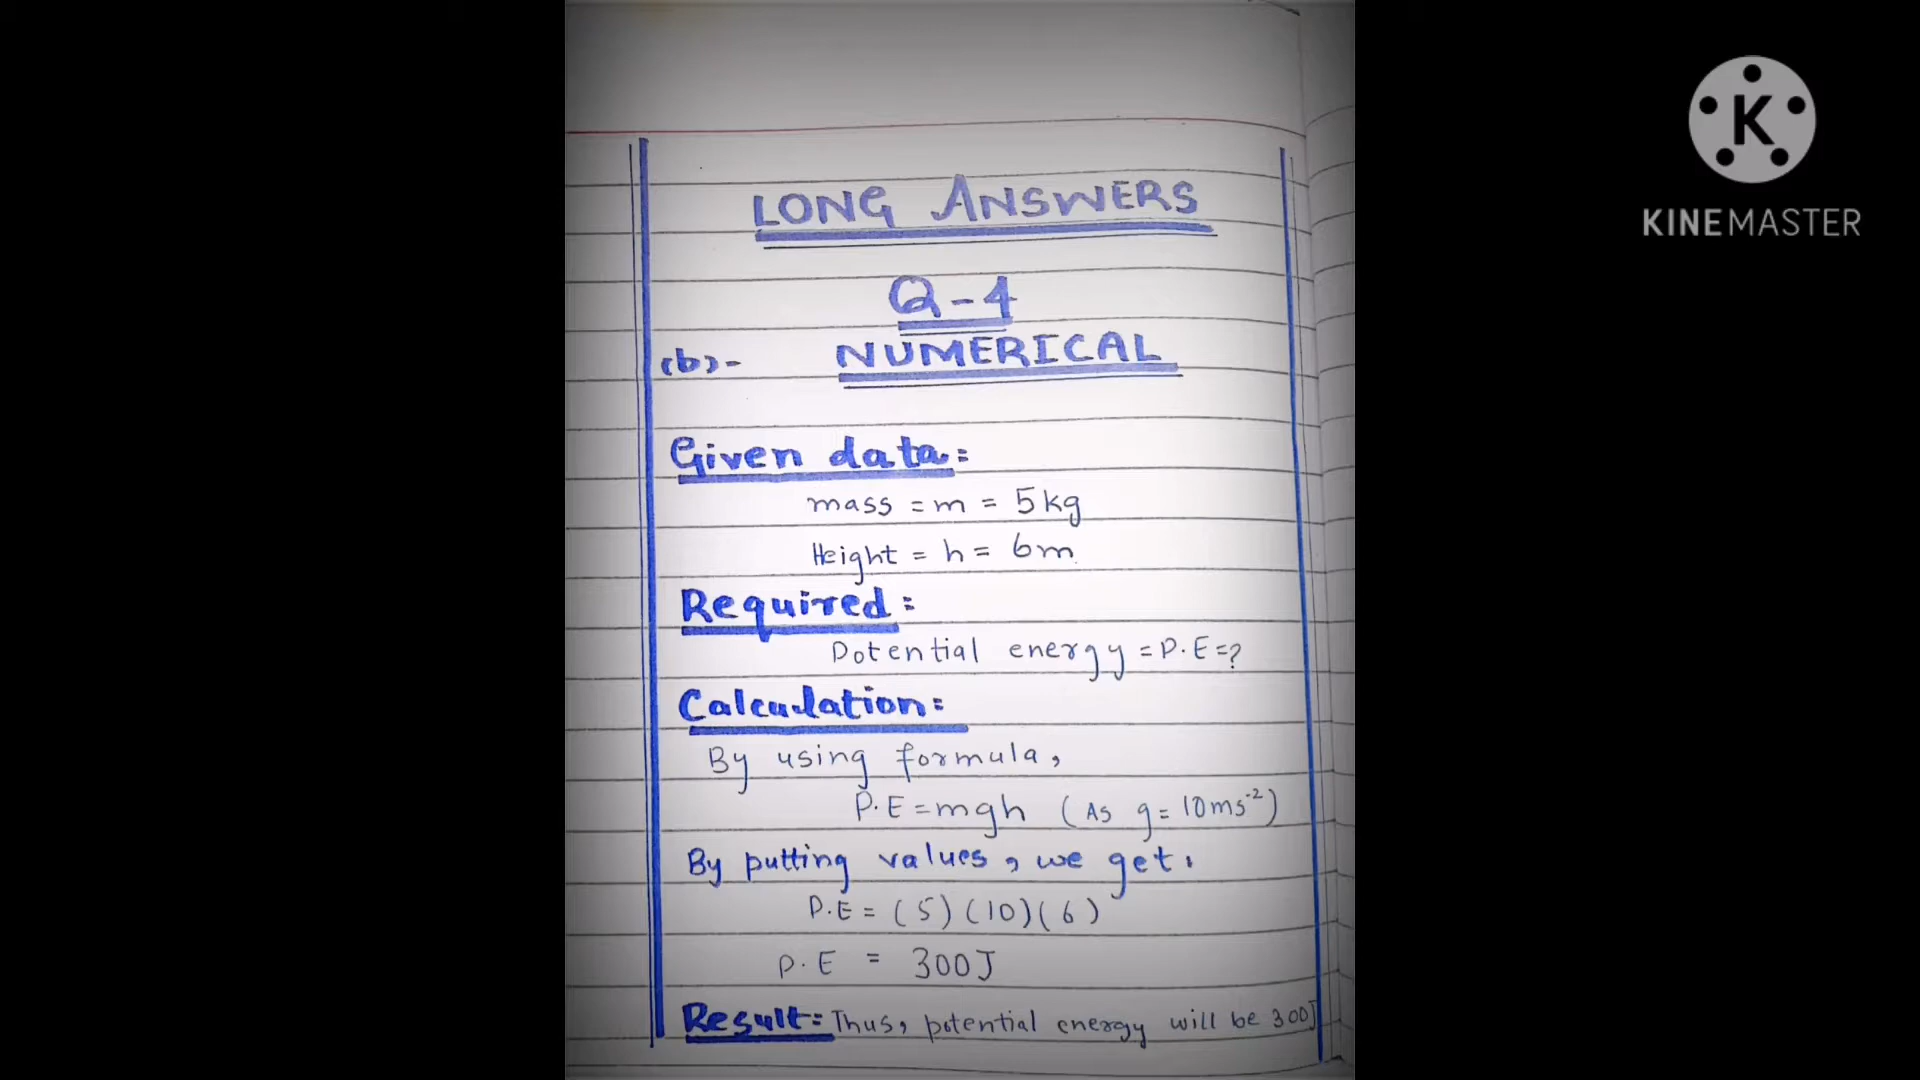 LONG ANSWERS
Q-4
(b)- NUMERICAL
Given data:
mass = m = 5kg
Height = h = 6m
Required:
Potential energy = P.E = ?
Calculation:
By using formula,
P.E = mgh (As g = 10ms⁻²)
By putting values, we get,
P.E = (5)(10)(6)
P.E = 300J
Result: Thus, potential energy will be 300J
K
KINEMASTER